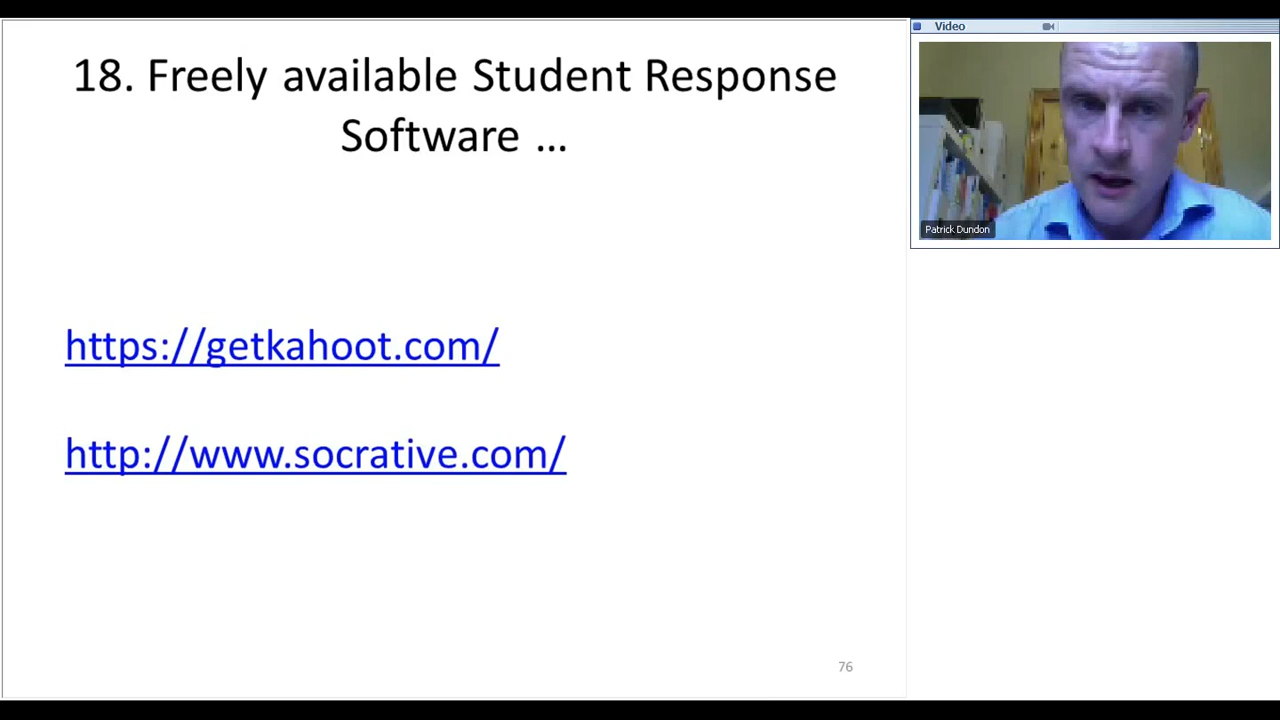 18. Freely available Student Response
Software ...
https://getkahoot.com/
http://www.socrative.com/
76
Video
Patrick Dundon